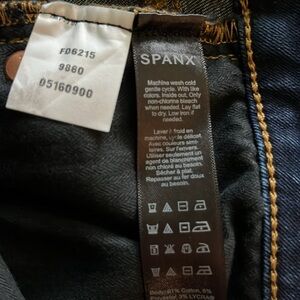 FD6215
9860
05160900
SPANX
Machine wash cold
gentle cycle. With like
colors. Inside out. Only
non-chlorine bleach
when needed. Lay flat
to dry. Low iron if
needed.
Laver à froid en
machine, cycle délicat
Avec couleurs simi-
laires. Sur l'envers.
Utiliser seulement un
agent de blanchiment
non chloré au besoin.
Sécher à plat.
Repasser à fer doux
au besoin.